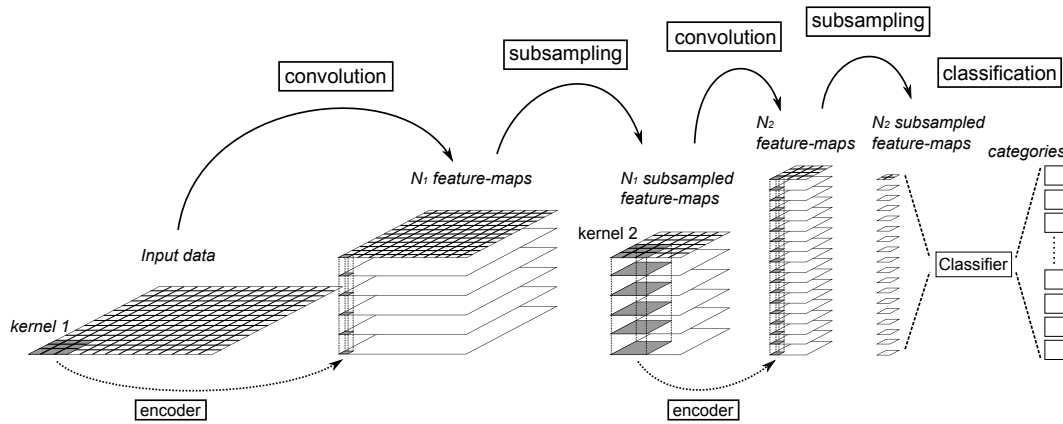 subsampling
convolution
subsampling
convolution
classification
N₂
feature-maps
N₂ subsampled
feature-maps
categories
N₁ feature-maps
N₁ subsampled
feature-maps
Input data
kernel 2
Classifier
kernel 1
encoder
encoder